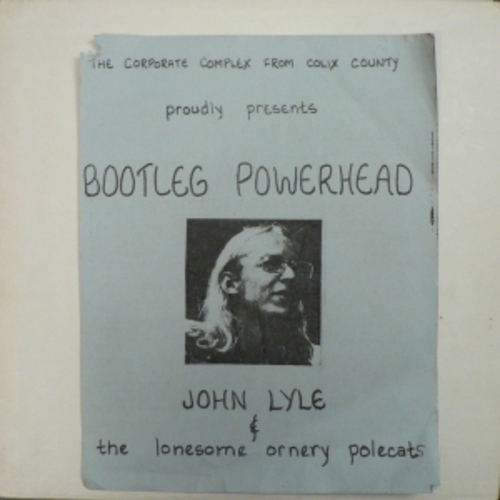 THE CORPORATE COMPLEX FROM COLIX COUNTY
proudly presents
BOOTLEG POWERHEAD
JOHN LYLE
&
the lonesome ornery polecats